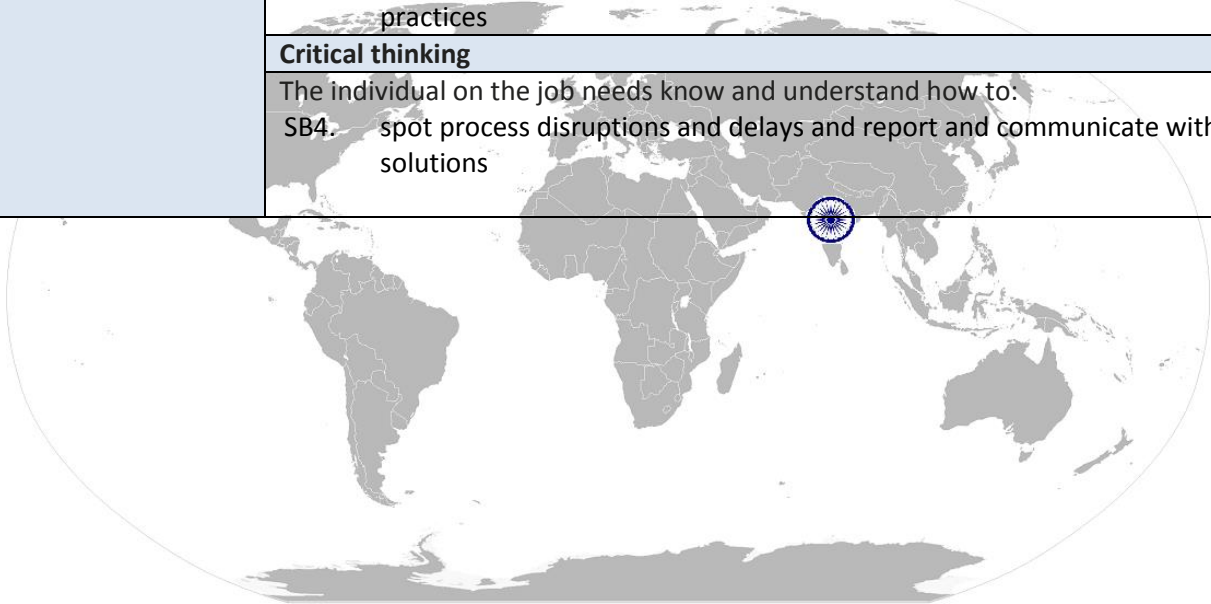 practices
Critical thinking
The individual on the job needs know and understand how to:
SB4. spot process disruptions and delays and report and communicate with
solutions